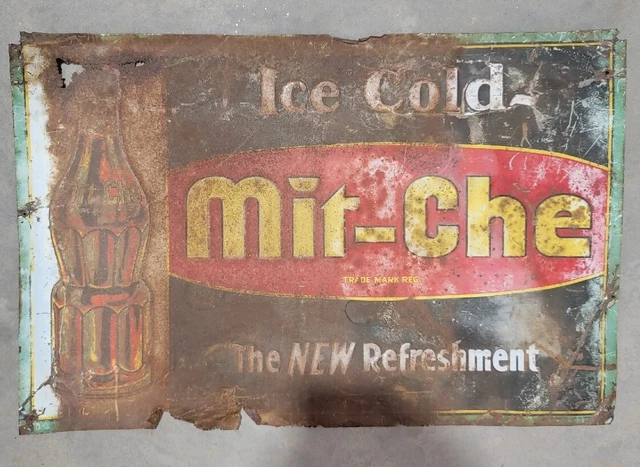 Ice Cold-
Mit-Che
TRADE MARK REG.
The NEW Refreshment